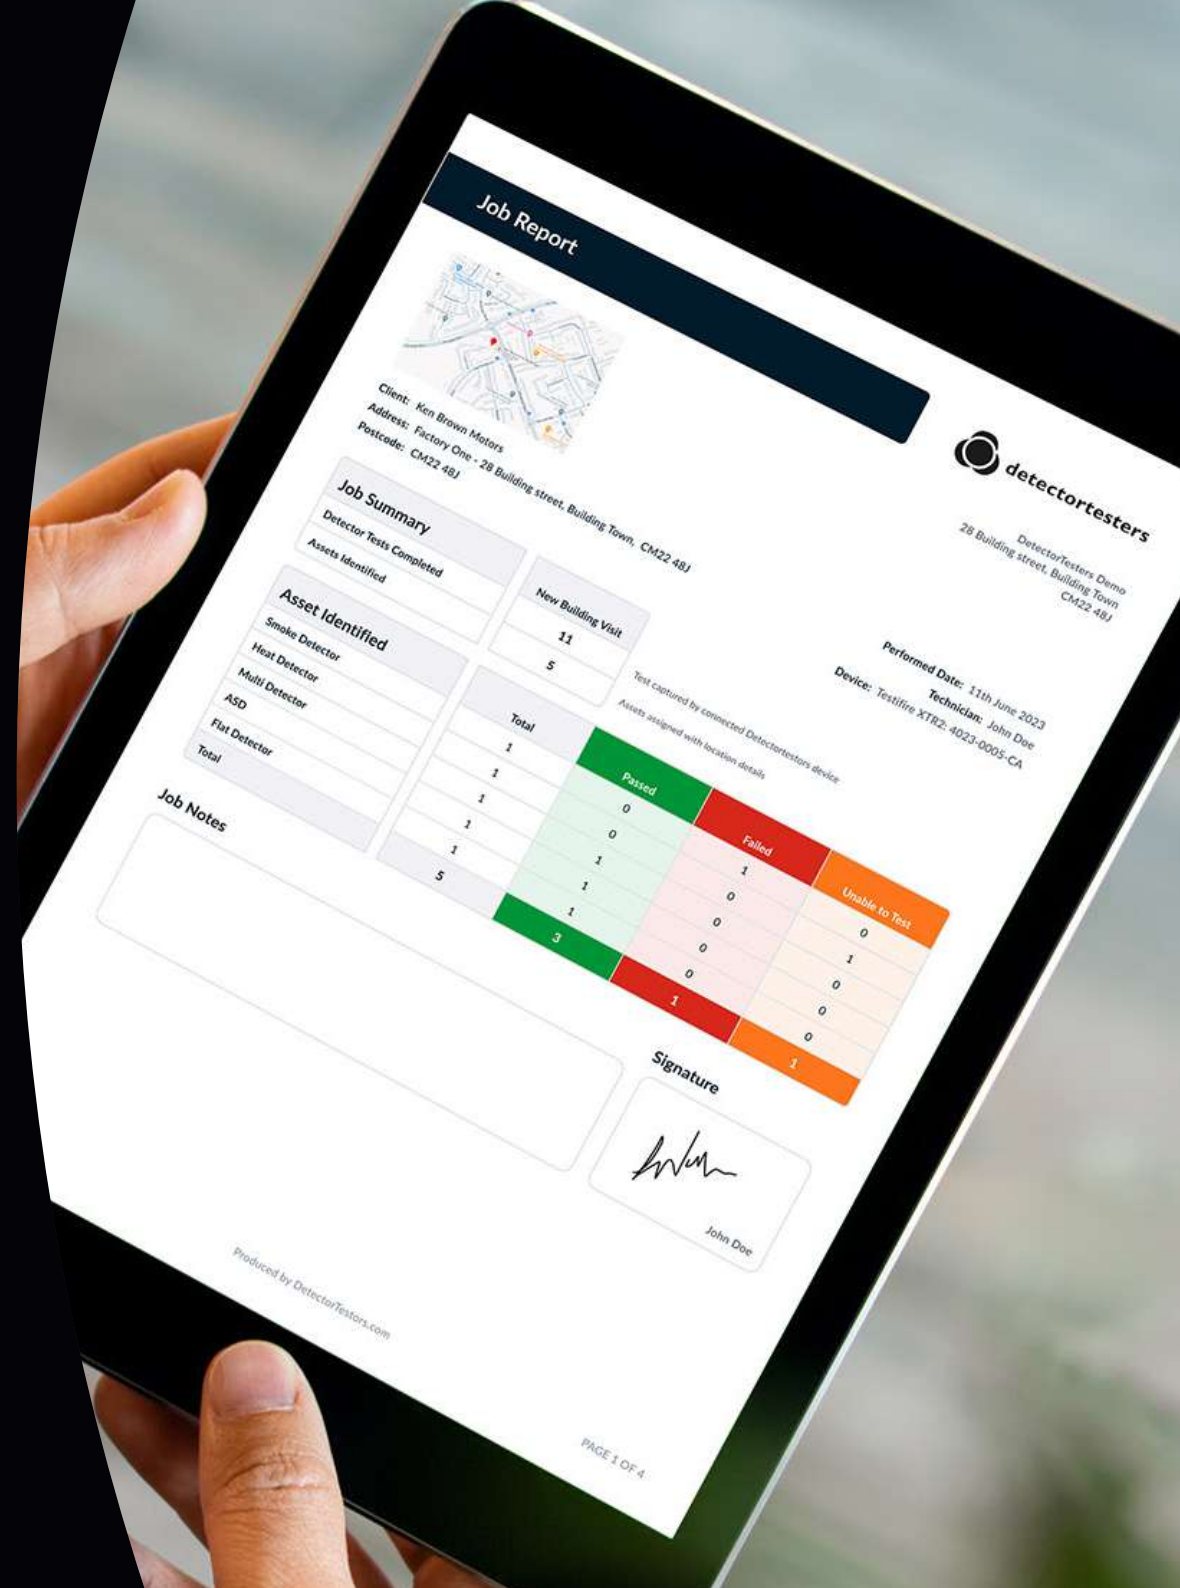 Job Report
detectortesters
DetectorTesters Demo
28 Building street, Building Town
CM22 48J
Client: Ken Brown Motors
Address: Factory One - 28 Building street, Building Town, CM22 48J
Postcode: CM22 48J
Performed Date: 11th June 2023
Technician: John Doe
Device: Testifire XTR2: 4023-0005-CA
Job Summary
New Building Visit
Detector Tests Completed 11 Test captured by connected Detectortestors device
Assets Identified 5 Assets assigned with location details
Asset Identified Total Passed Failed Unable to Test
Smoke Detector 1 0 1 0
Heat Detector 1 0 0 1
Multi Detector 1 1 0 0
ASD 1 1 0 0
Flat Detector 1 1 0 0
Total 5 3 1 1
Job Notes
Signature
John Doe
Produced by DetectorTestors.com
PAGE 1 OF 4